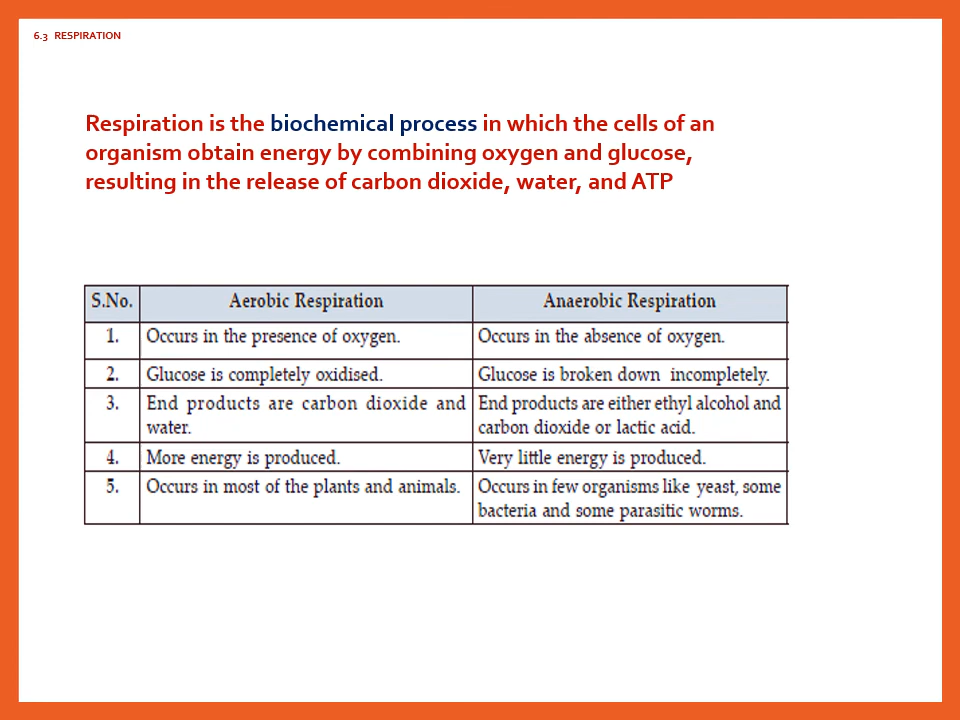 6.3 RESPIRATION
Respiration is the biochemical process in which the cells of an
organism obtain energy by combining oxygen and glucose,
resulting in the release of carbon dioxide, water, and ATP
S.No. Aerobic Respiration Anaerobic Respiration
1. Occurs in the presence of oxygen. Occurs in the absence of oxygen.
2. Glucose is completely oxidised. Glucose is broken down incompletely.
3. End products are carbon dioxide and End products are either ethyl alcohol and
water. carbon dioxide or lactic acid.
4. More energy is produced. Very little energy is produced.
5. Occurs in most of the plants and animals. Occurs in few organisms like yeast, some
bacteria and some parasitic worms.